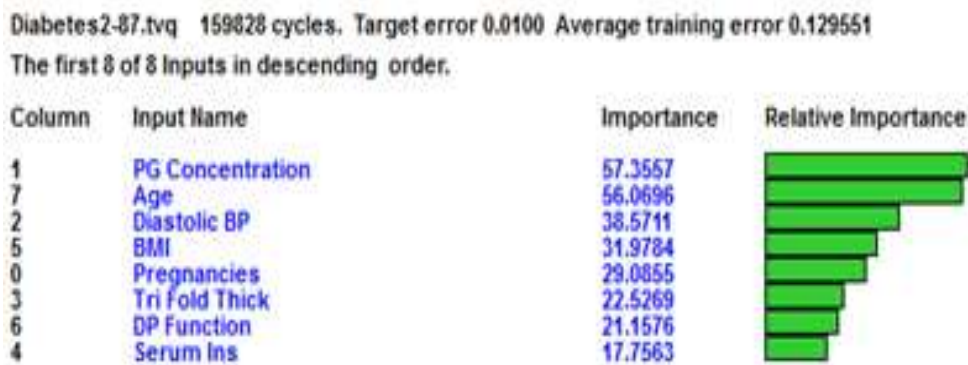 Diabetes2-87.tvq 159828 cycles. Target error 0.0100 Average training error 0.129551
The first 8 of 8 Inputs in descending order.
Column Input Name Importance Relative Importance
1 PG Concentration 57.3557
7 Age 56.0696
2 Diastolic BP 38.5711
5 BMI 31.9784
0 Pregnancies 29.0855
3 Tri Fold Thick 22.5269
6 DP Function 21.1576
4 Serum Ins 17.7563